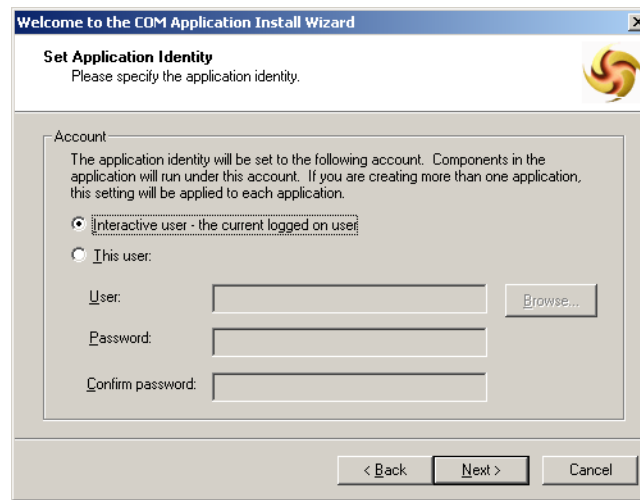 Welcome to the COM Application Install Wizard
Set Application Identity
Please specify the application identity.
Account
The application identity will be set to the following account.  Components in the
application will run under this account.  If you are creating more than one application,
this setting will be applied to each application.
Interactive user - the current logged on user
This user:
User:
Browse...
Password:
Confirm password:
< Back
Next >
Cancel